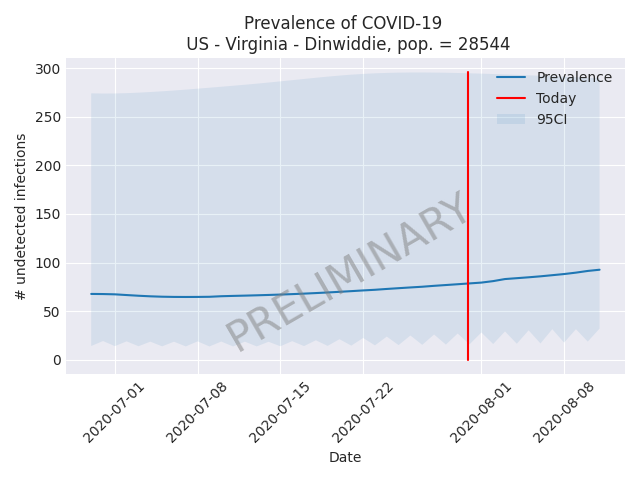 Prevalence of COVID-19
US - Virginia - Dinwiddie, pop. = 28544
300
250
200
150
100
50
0
# undetected infections
Prevalence
Today
95CI
PRELIMINARY
2020-07-01
2020-07-08
2020-07-15
2020-07-22
2020-08-01
2020-08-08
Date